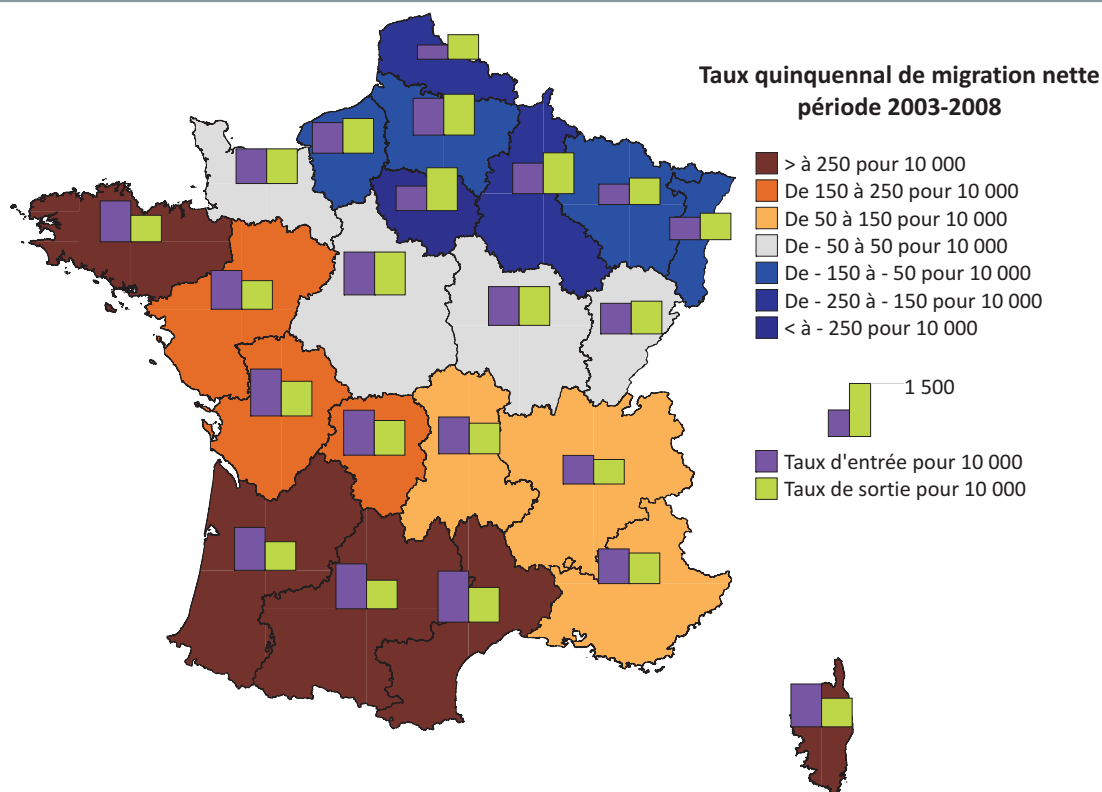 Taux quinquennal de migration nette
période 2003-2008
> à 250 pour 10 000
De 150 à 250 pour 10 000
De 50 à 150 pour 10 000
De - 50 à 50 pour 10 000
De - 150 à - 50 pour 10 000
De - 250 à - 150 pour 10 000
< à - 250 pour 10 000
1 500
Taux d'entrée pour 10 000
Taux de sortie pour 10 000